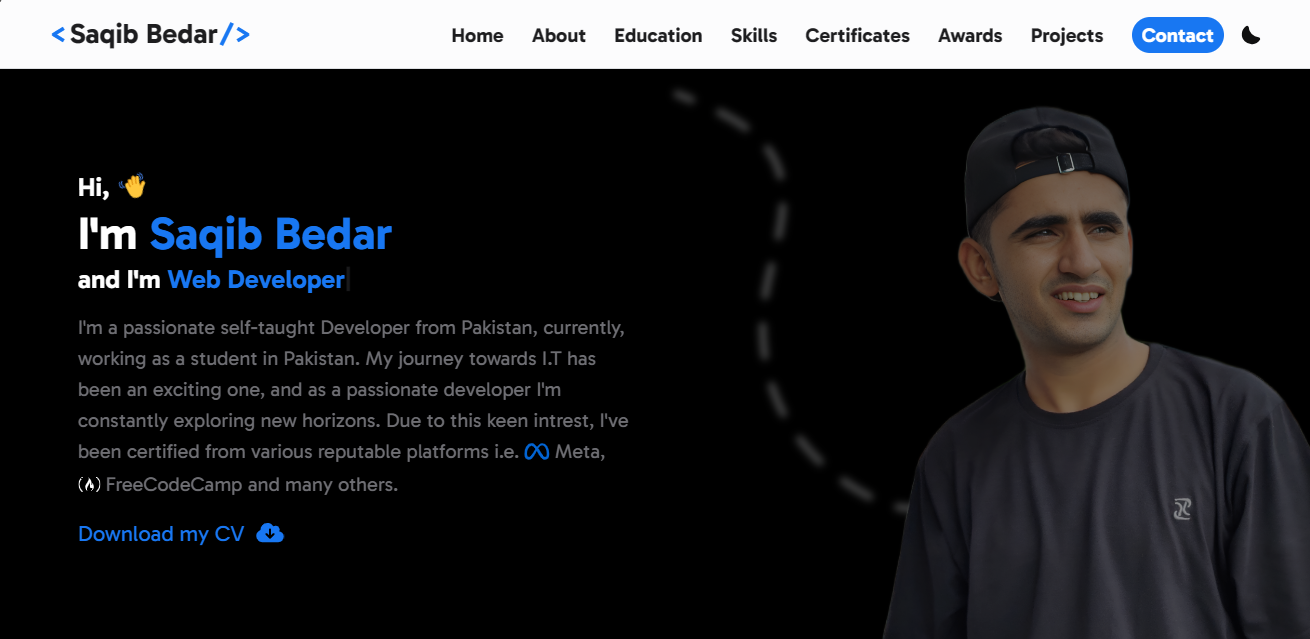 <Saqib Bedar/>
Home About Education Skills Certificates Awards Projects Contact
Hi, 👋
I'm Saqib Bedar
and I'm Web Developer|
I'm a passionate self-taught Developer from Pakistan, currently,
working as a student in Pakistan. My journey towards I.T has
been an exciting one, and as a passionate developer I'm
constantly exploring new horizons. Due to this keen intrest, I've
been certified from various reputable platforms i.e. Meta,
FreeCodeCamp and many others.
Download my CV